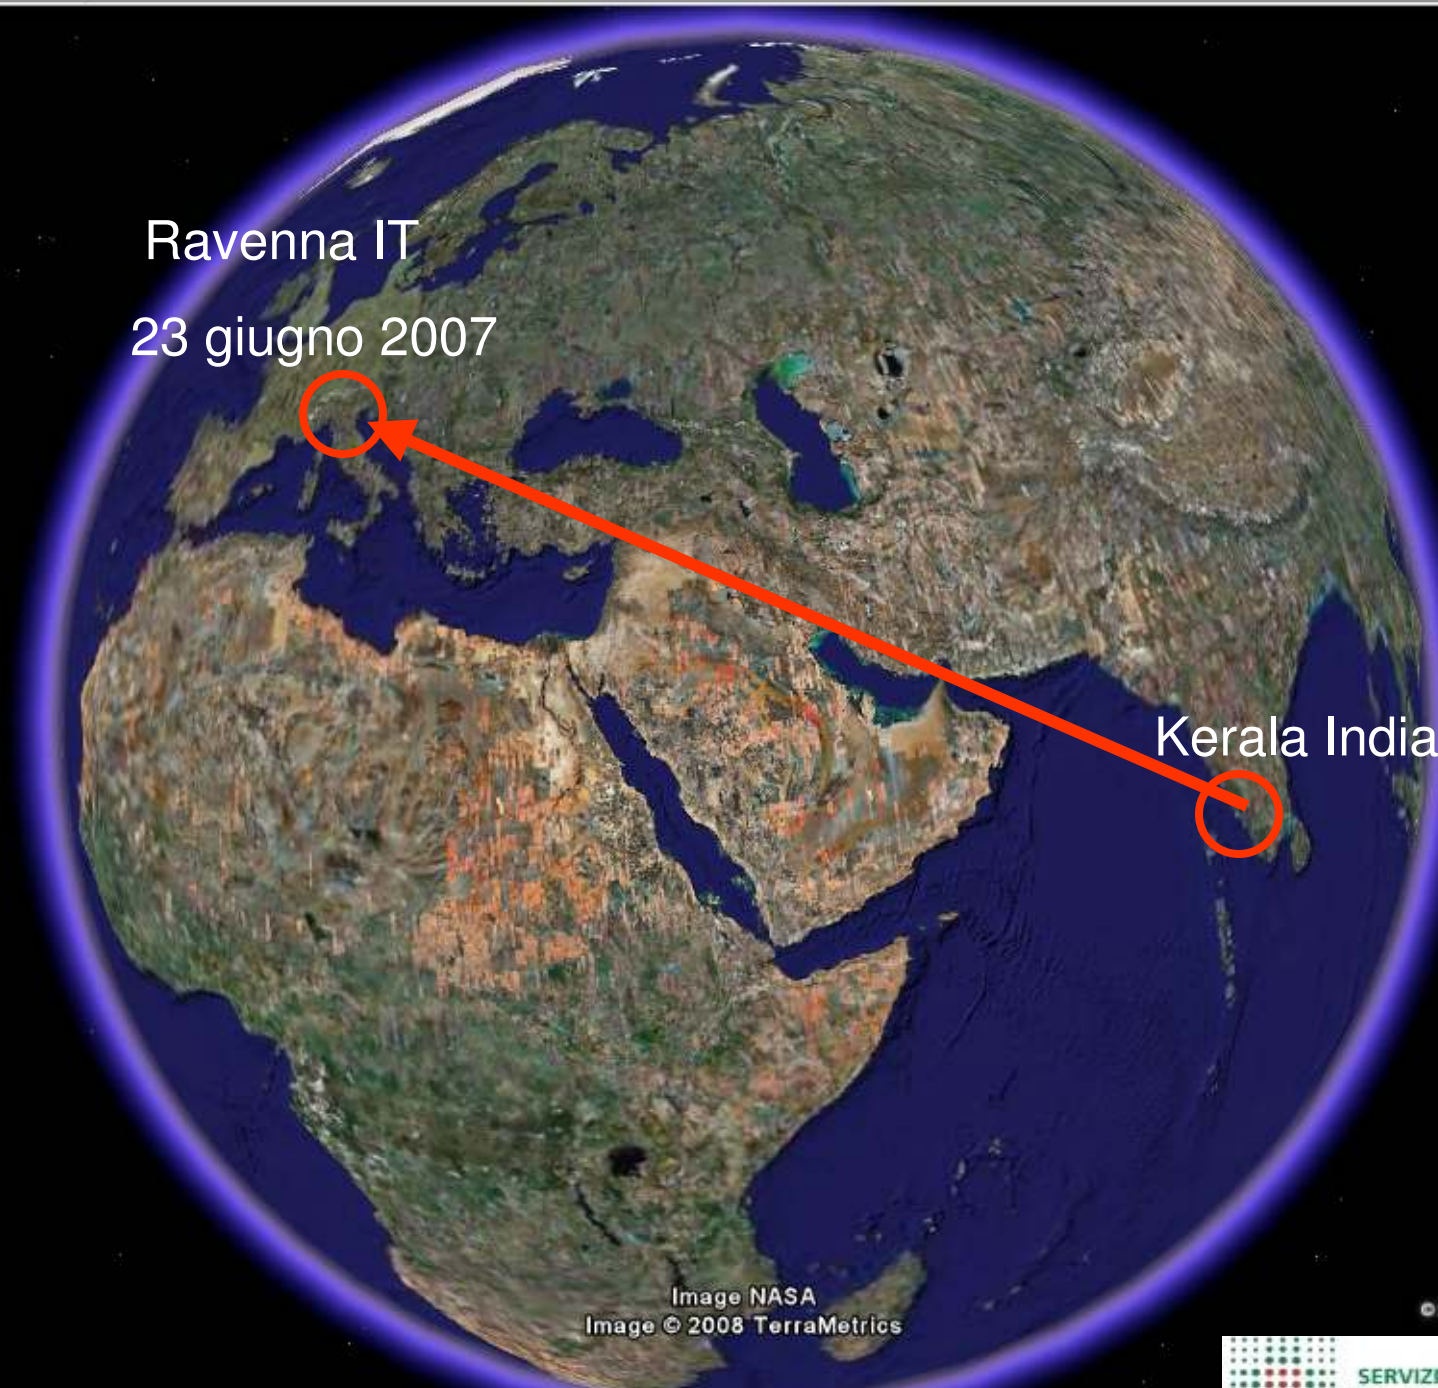 Ravenna IT
23 giugno 2007
Kerala India
Image NASA
Image © 2008 TerraMetrics
©